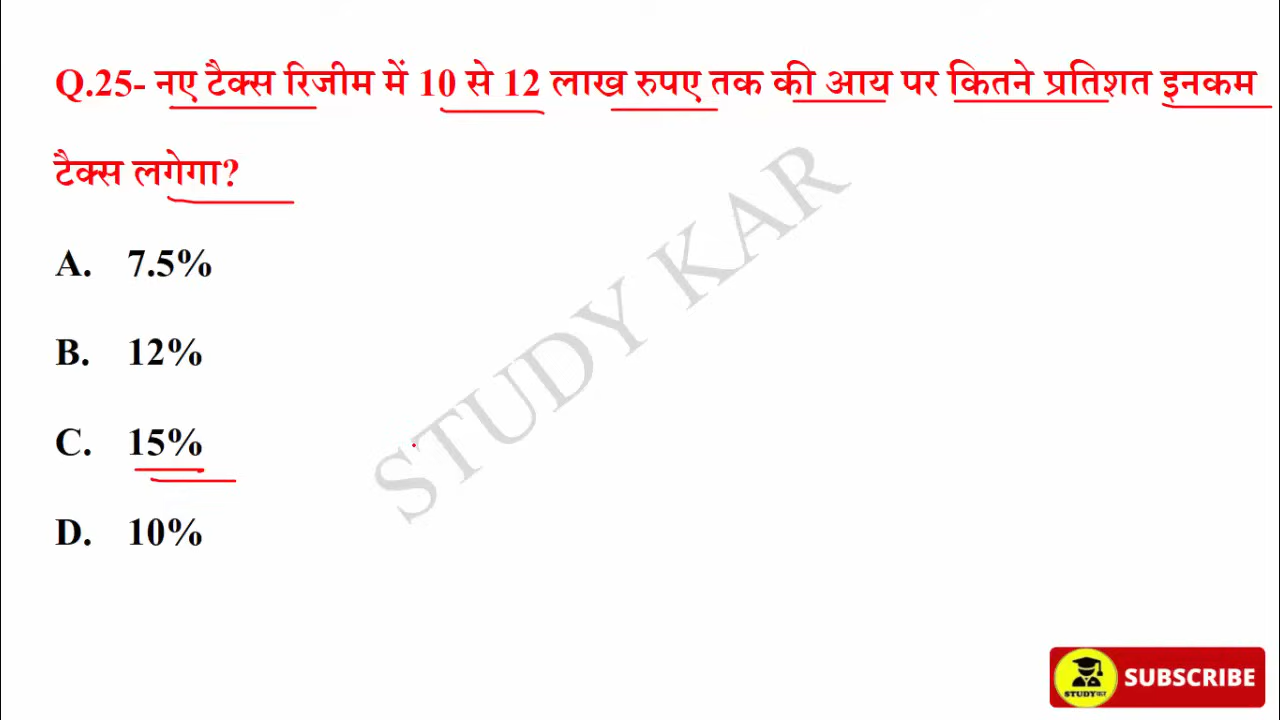 Q.25- नए टैक्स रिजीम में 10 से 12 लाख रुपए तक की आय पर कितने प्रतिशत इनकम
टैक्स लगेगा?
A. 7.5%
B. 12%
C. 15%
D. 10%
STUDY KAR
SUBSCRIBE